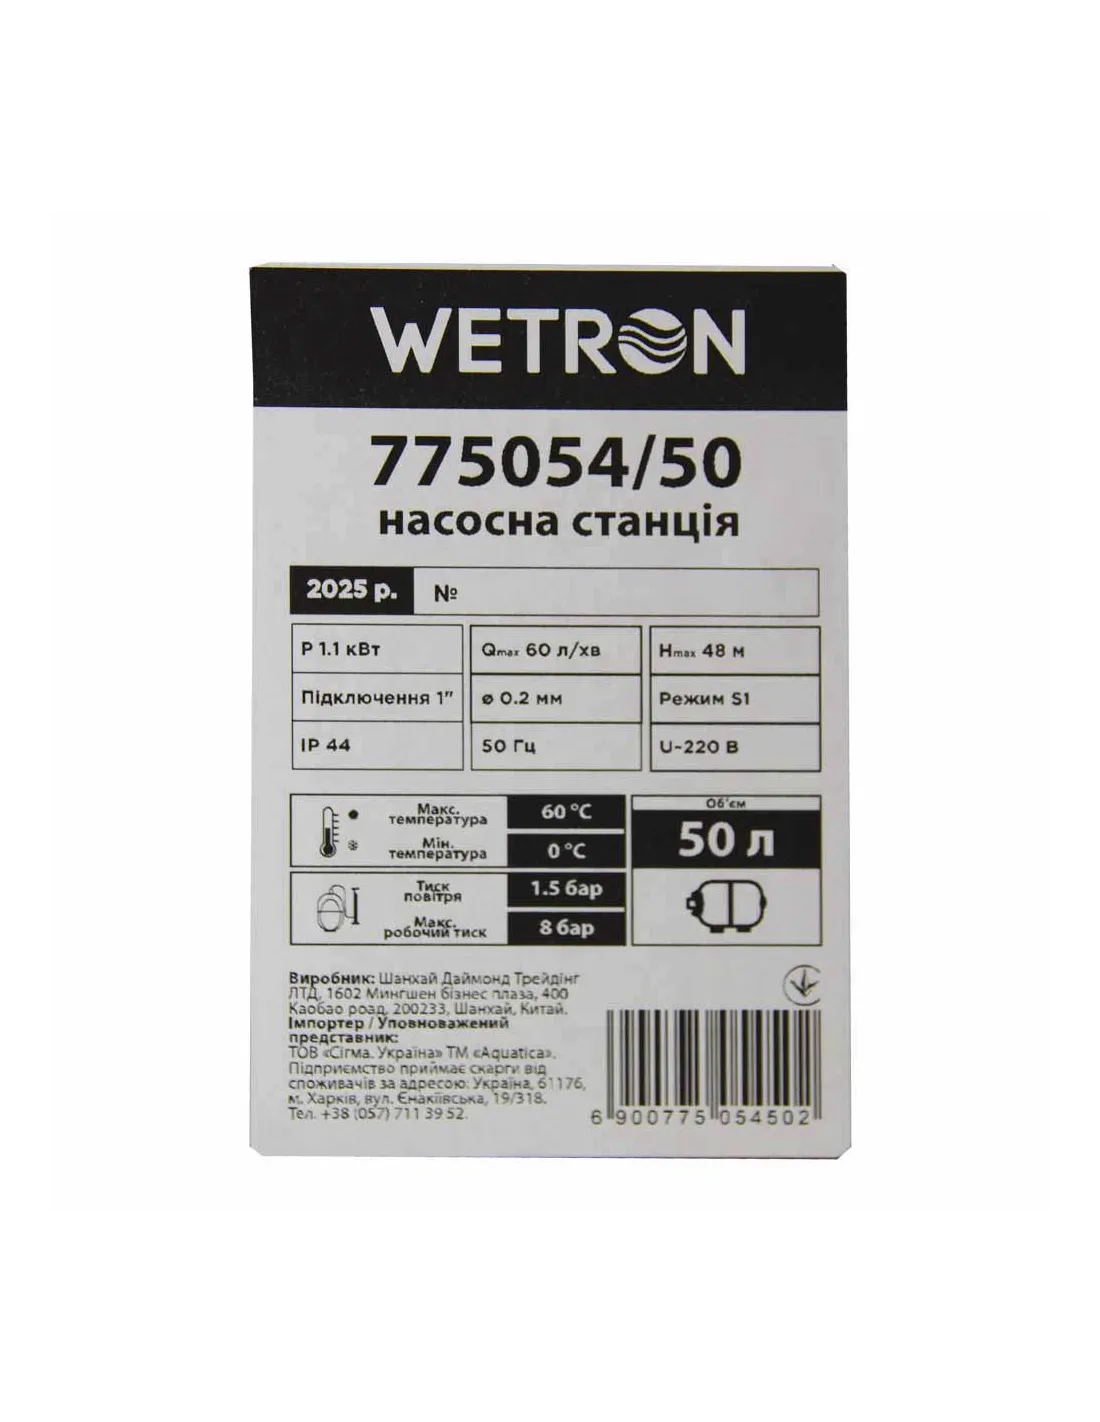 WETRON
775054/50
насосна станція
2025 р. №
P 1.1 кВт Qmax 60 л/хв Hmax 48 м
Підключення 1" ø 0.2 мм Режим S1
IP 44 50 Гц U~220 В
Макс. температура 60 °C
Мін. температура 0 °C
Об'єм
50 л
Тиск повітря 1.5 бар
Макс. робочий тиск 8 бар
Виробник: Шанхай Даймонд Трейдінг
ЛТД, 1602 Мингшен бізнес плаза, 400
Каобао роад, 200233, Шанхай, Китай.
Імпортер / Уповноважений
представник:
ТОВ «Сігма. Україна» ТМ «Aquatica».
Підприємство приймає скарги від
споживачів за адресою: Україна, 61176,
м. Харків, вул. Єнакіївська, 19/318.
Тел. +38 (057) 711 39 52.
6 900775 054502